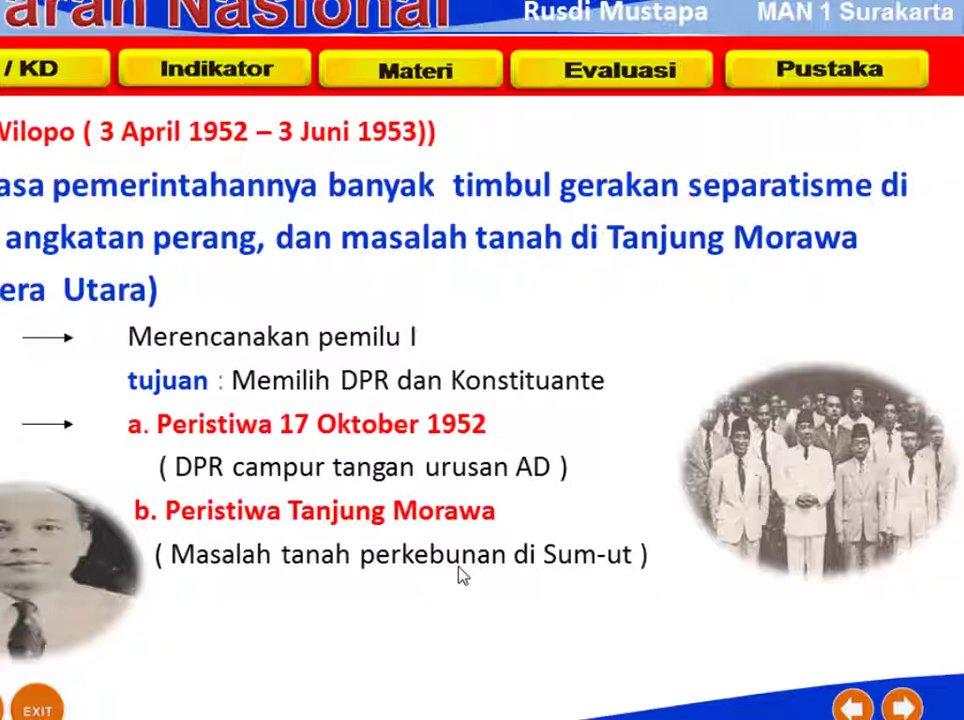 aran Nasional
Rusdi Mustapa MAN 1 Surakarta
/ KD Indikator Materi Evaluasi Pustaka
Wilopo ( 3 April 1952 – 3 Juni 1953))
asa pemerintahannya banyak timbul gerakan separatisme di
angkatan perang, dan masalah tanah di Tanjung Morawa
era Utara)
Merencanakan pemilu I
tujuan : Memilih DPR dan Konstituante
a. Peristiwa 17 Oktober 1952
( DPR campur tangan urusan AD )
b. Peristiwa Tanjung Morawa
( Masalah tanah perkebunan di Sum-ut )
EXIT